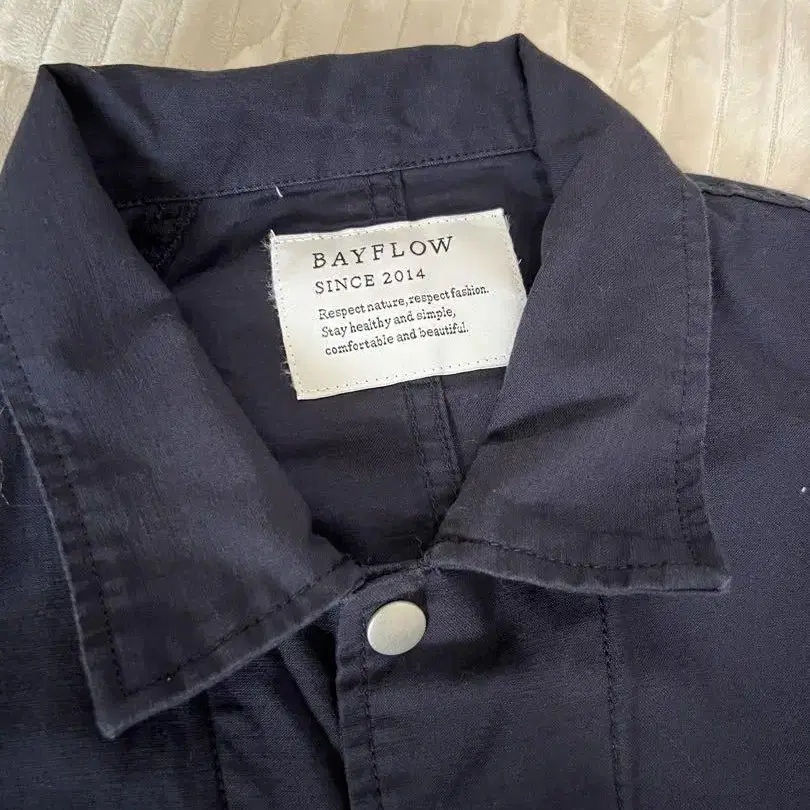 BAYFLOW
SINCE 2014
Respect nature, respect fashion.
Stay healthy and simple,
comfortable and beautiful.